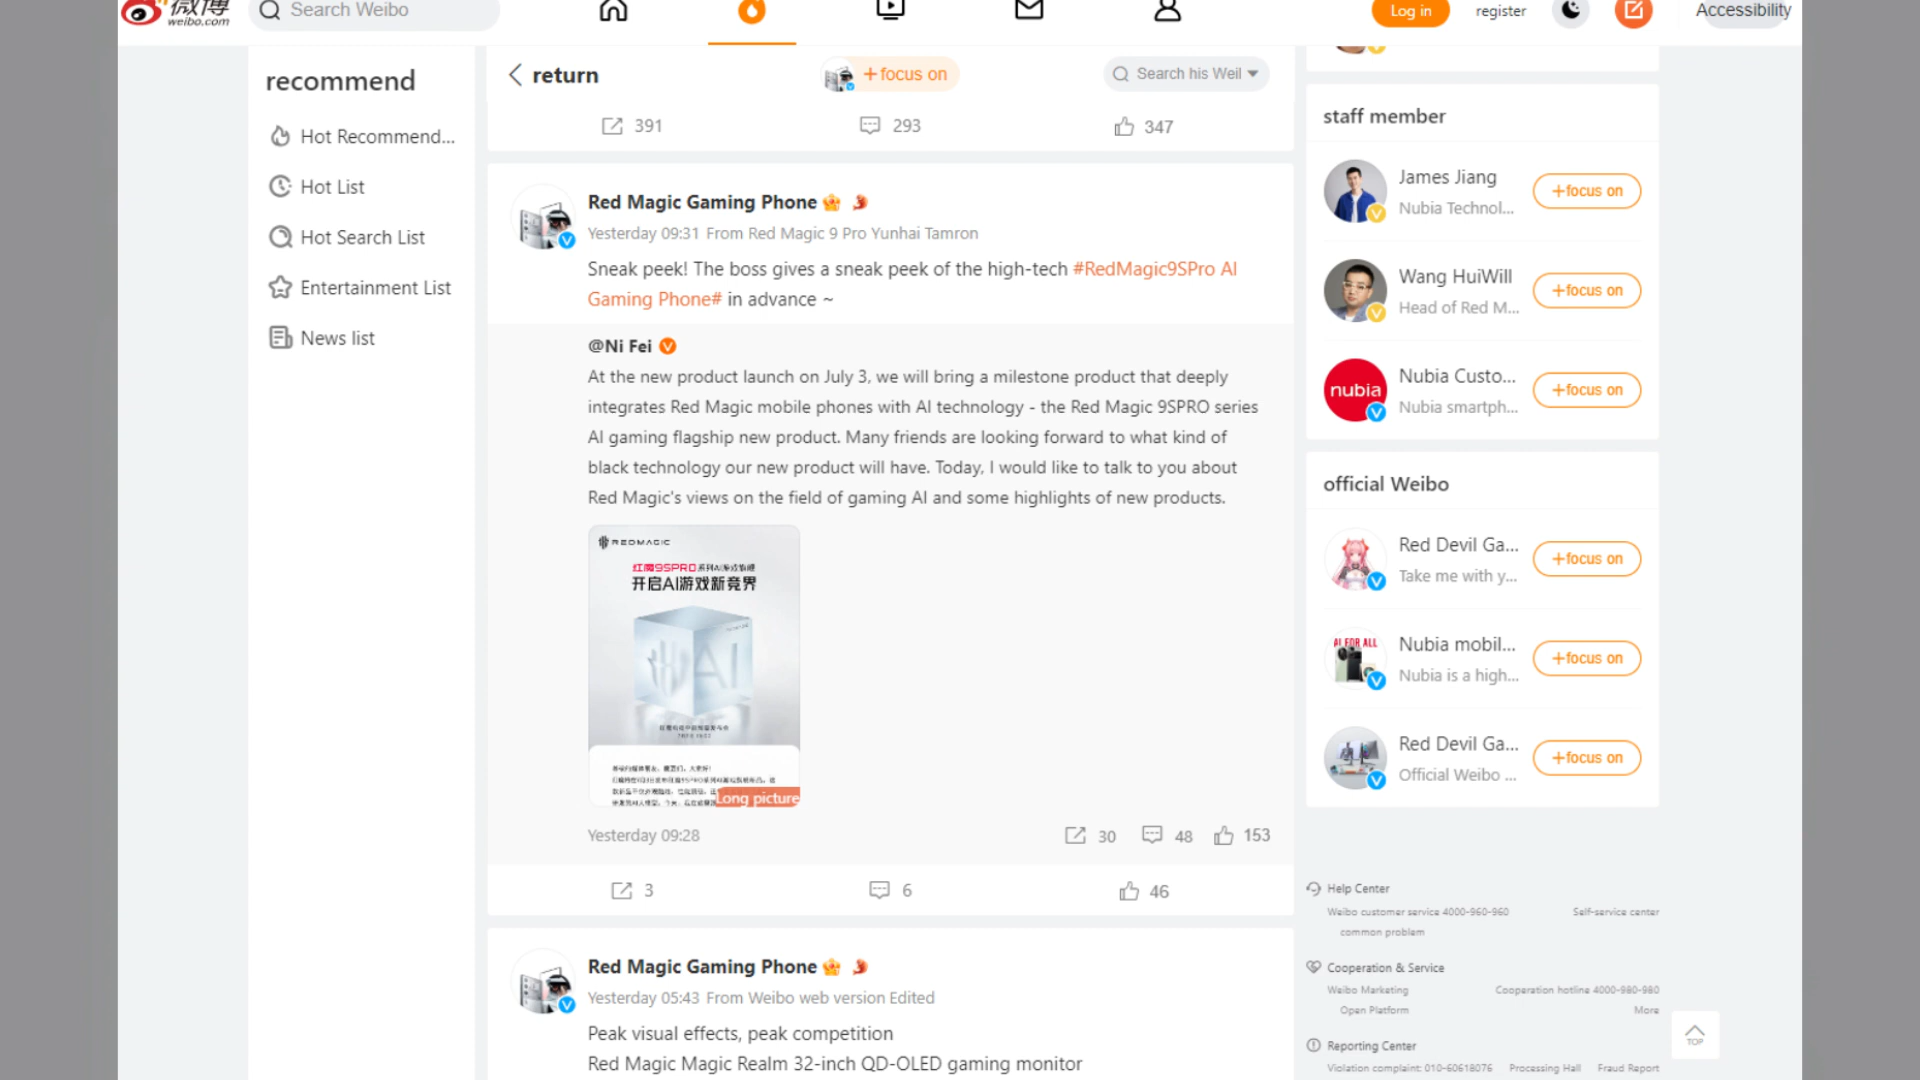 微博
weibo.com
Search Weibo
Log in
register
Accessibility
recommend
Hot Recommend...
Hot List
Hot Search List
Entertainment List
News list
return
+focus on
Search his Weil
391
293
347
Red Magic Gaming Phone
Yesterday 09:31 From Red Magic 9 Pro Yunhai Tamron
Sneak peek! The boss gives a sneak peek of the high-tech #RedMagic9SPro AI
Gaming Phone# in advance ~
@Ni Fei
At the new product launch on July 3, we will bring a milestone product that deeply
integrates Red Magic mobile phones with AI technology - the Red Magic 9SPRO series
AI gaming flagship new product. Many friends are looking forward to what kind of
black technology our new product will have. Today, I would like to talk to you about
Red Magic's views on the field of gaming AI and some highlights of new products.
REDMAGIC
红魔9SPRO系列AI游戏旗舰
开启AI游戏新竞界
AI
Long picture
Yesterday 09:28
30
48
153
3
6
46
Red Magic Gaming Phone
Yesterday 05:43 From Weibo web version Edited
Peak visual effects, peak competition
Red Magic Magic Realm 32-inch QD-OLED gaming monitor
staff member
James Jiang
Nubia Technol...
+focus on
Wang HuiWill
Head of Red M...
+focus on
nubia
Nubia Custo...
Nubia smartph...
+focus on
official Weibo
Red Devil Ga...
Take me with y...
+focus on
AI FOR ALL
Nubia mobil...
Nubia is a high...
+focus on
Red Devil Ga...
Official Weibo ...
+focus on
Help Center
Weibo customer service 4000-960-960
Self-service center
common problem
Cooperation & Service
Weibo Marketing
Cooperation hotline 4000-980-980
Open Platform
More
Reporting Center
Violation complaint: 010-60618076
Processing Hall
Fraud Report
TOP